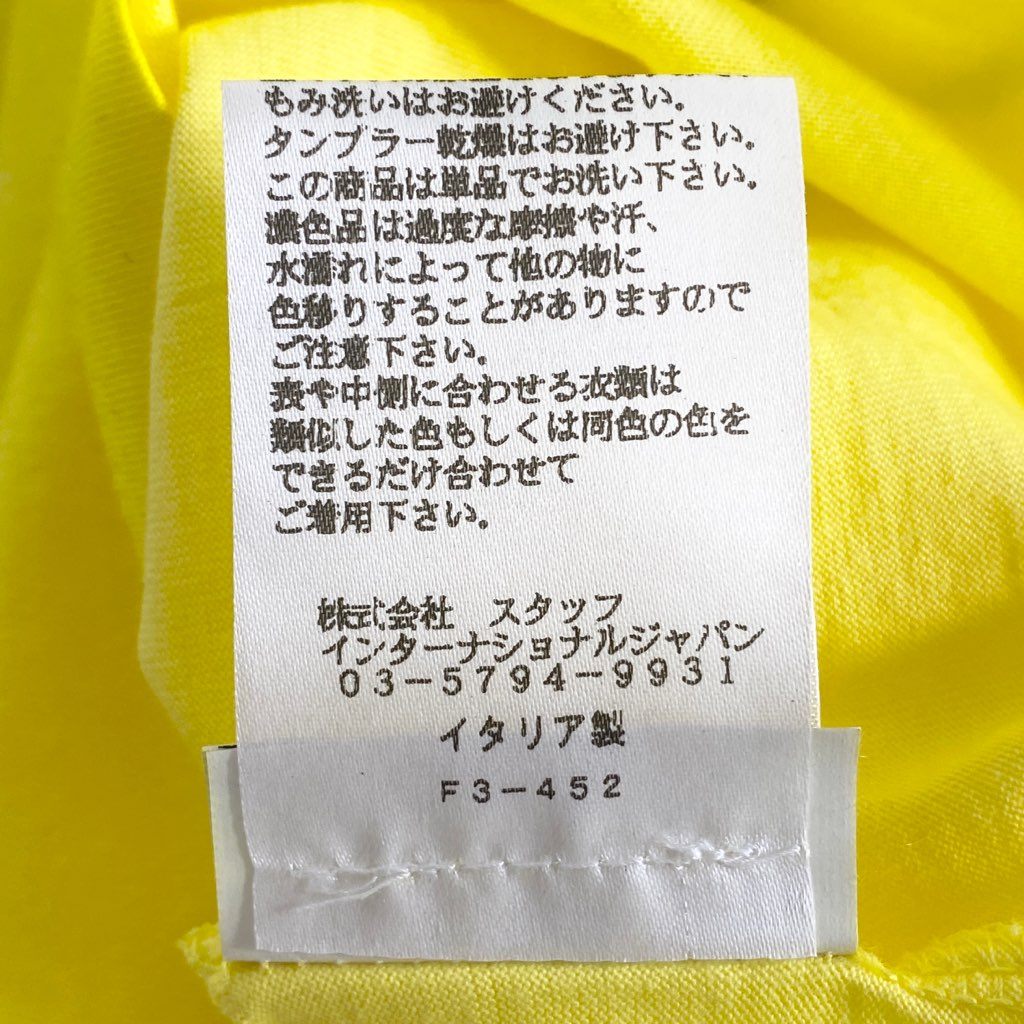 もみ洗いはお避けください。
タンブラー乾燥はお避け下さい。
この商品は単品でお洗い下さい。
濃色品は過度な摩擦や汗、
水濡れによって他の物に
色移りすることがありますので
ご注意下さい。
表や中側に合わせる衣類は
類似した色もしくは同色の色を
できるだけ合わせて
ご着用下さい。
株式会社 スタッフ
インターナショナルジャパン
03-5794-9931
イタリア製
F3-452